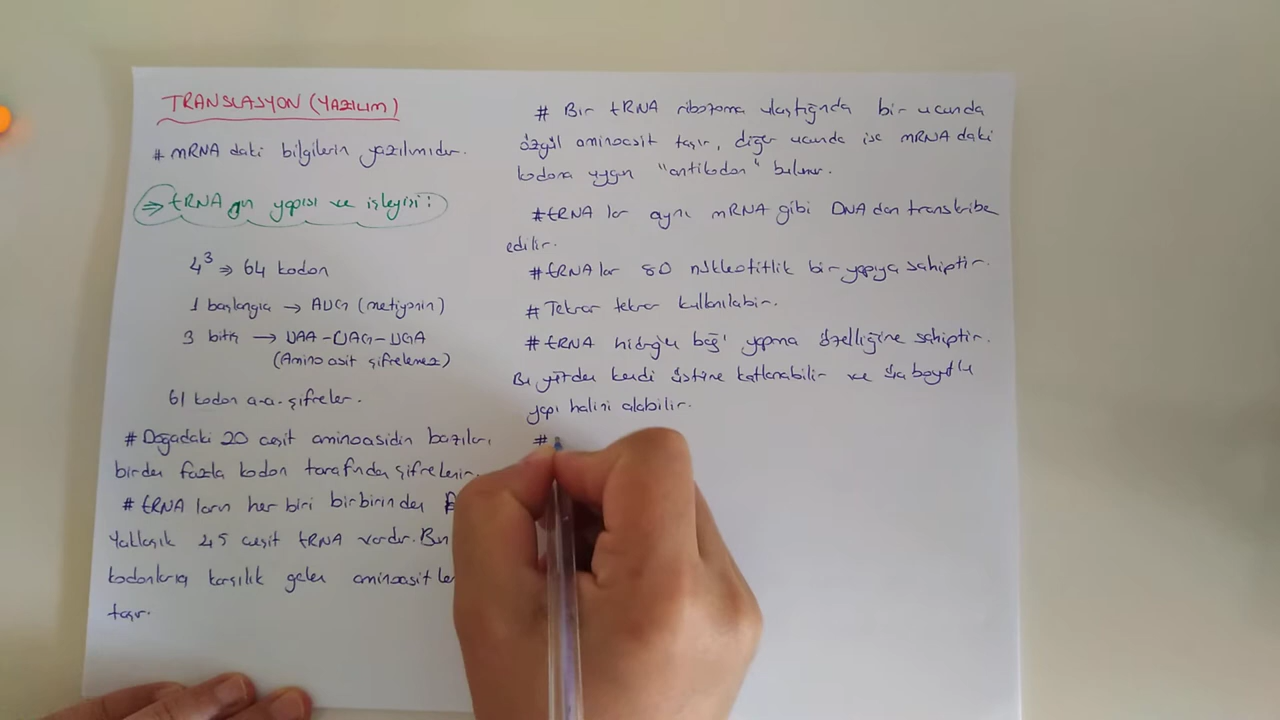 TRANSLASYON (YAZILIM)
# mRNA daki bilgilerin yazılımıdır.
⇒ tRNA nın yapısı ve işleyişi:
4³ ⇒ 64 kodon
1 başlangıç → AUG (metiyonin)
3 bitiş → UAA - UAG - UGA
(Amino asit şifrelemez)
61 kodon a.a. şifreler.
# Doğadaki 20 çeşit aminoasidin bazıları
birden fazla kodon tarafından şifrelenir.
# tRNA ların her biri birbirinden
Yaklaşık 45 çeşit tRNA vardır.
kodonlara karşılık gelen aminoasitle
taşır.
# Bir tRNA ribozoma ulaştığında bir ucunda
özgül aminoasit taşır, diğer ucunda ise mRNA daki
kodona uygun "antikodon" bulunur.
# tRNA lar aynı mRNA gibi DNA dan transkribe
edilir.
# tRNA lar 80 nükleotitlik bir yapıya sahiptir.
# Tekrar tekrar kullanılabir.
# tRNA hidrojen bağı yapma özelliğine sahiptir.
Bu yüzden kendi üstüne katlanabilir ve üç boyutlu
yapı halini alabilir.
#